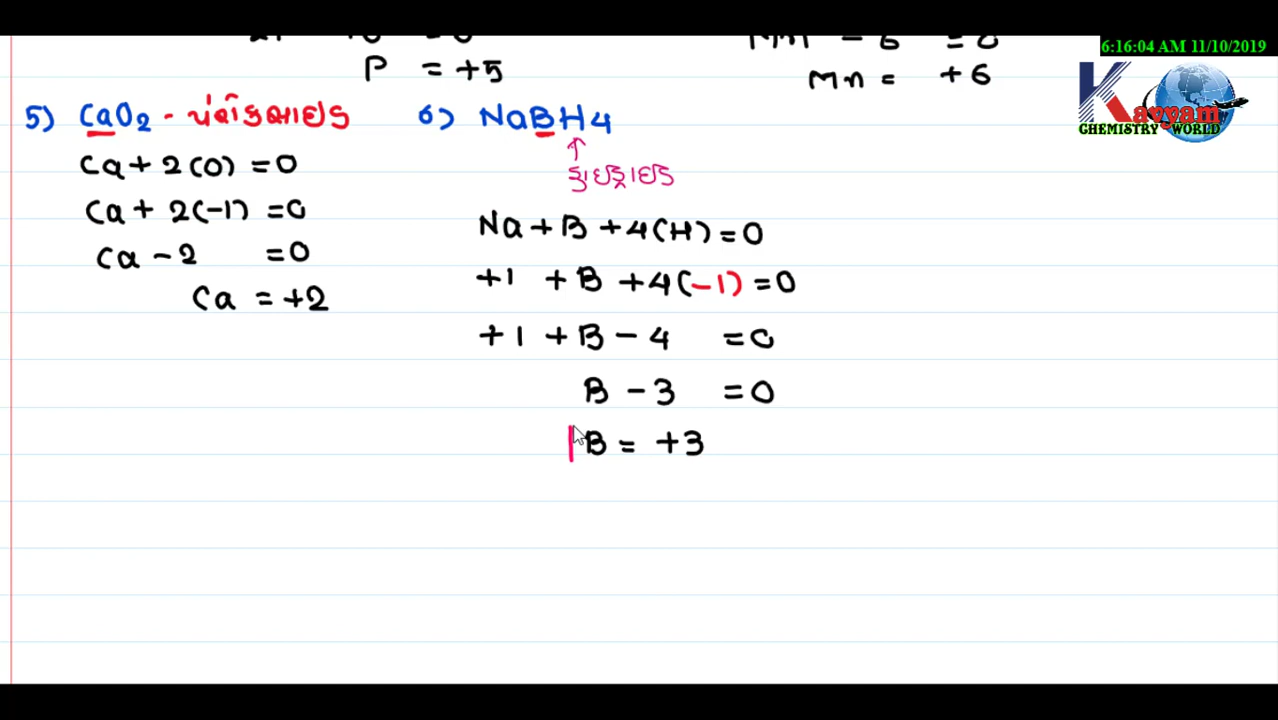 P = +5
Mn = +6
6:16:04 AM 11/10/2019
Kavyam
CHEMISTRY WORLD
5) CaO2 - પેરોક્સાઇડ
Ca + 2(O) = 0
Ca + 2(-1) = 0
Ca - 2 = 0
Ca = +2
6) NaBH4
હાઇડ્રાઇડ
Na + B + 4(H) = 0
+1 + B + 4(-1) = 0
+1 + B - 4 = 0
B - 3 = 0
B = +3